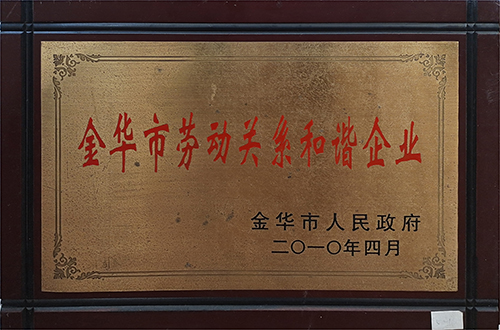 金华市劳动关系和谐企业
金华市人民政府
二〇一〇年四月